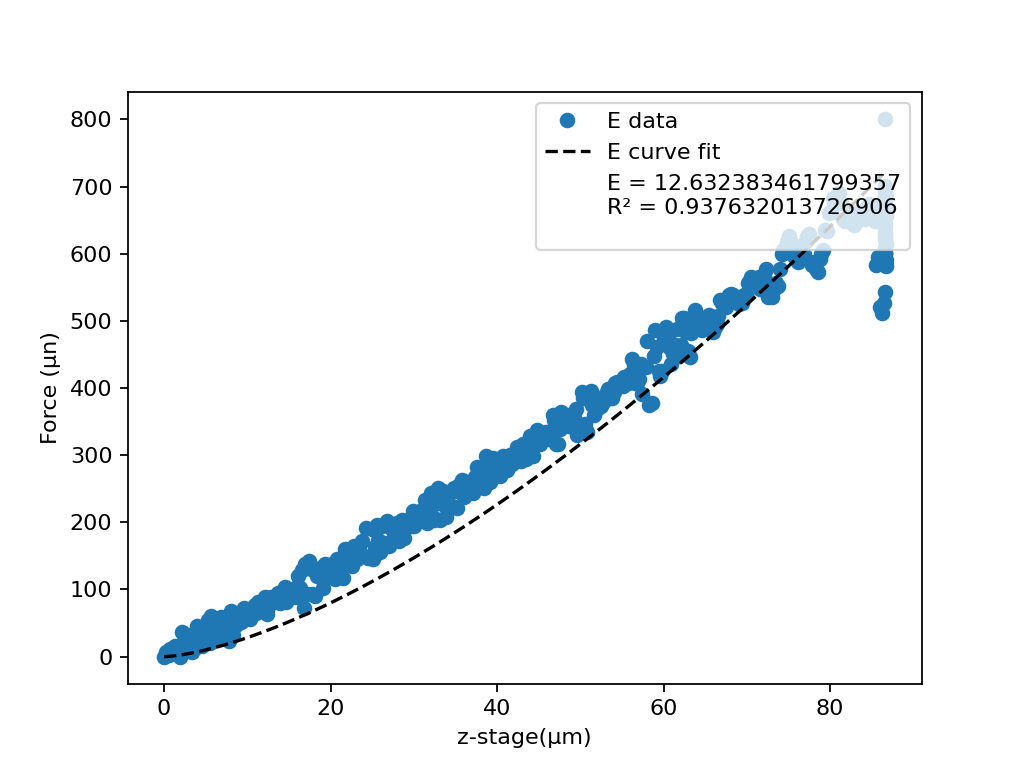 800
700
600
500
400
300
200
100
0
Force (μn)
E data
E curve fit
E = 12.632383461799357
R² = 0.937632013726906
0 20 40 60 80
z-stage(μm)